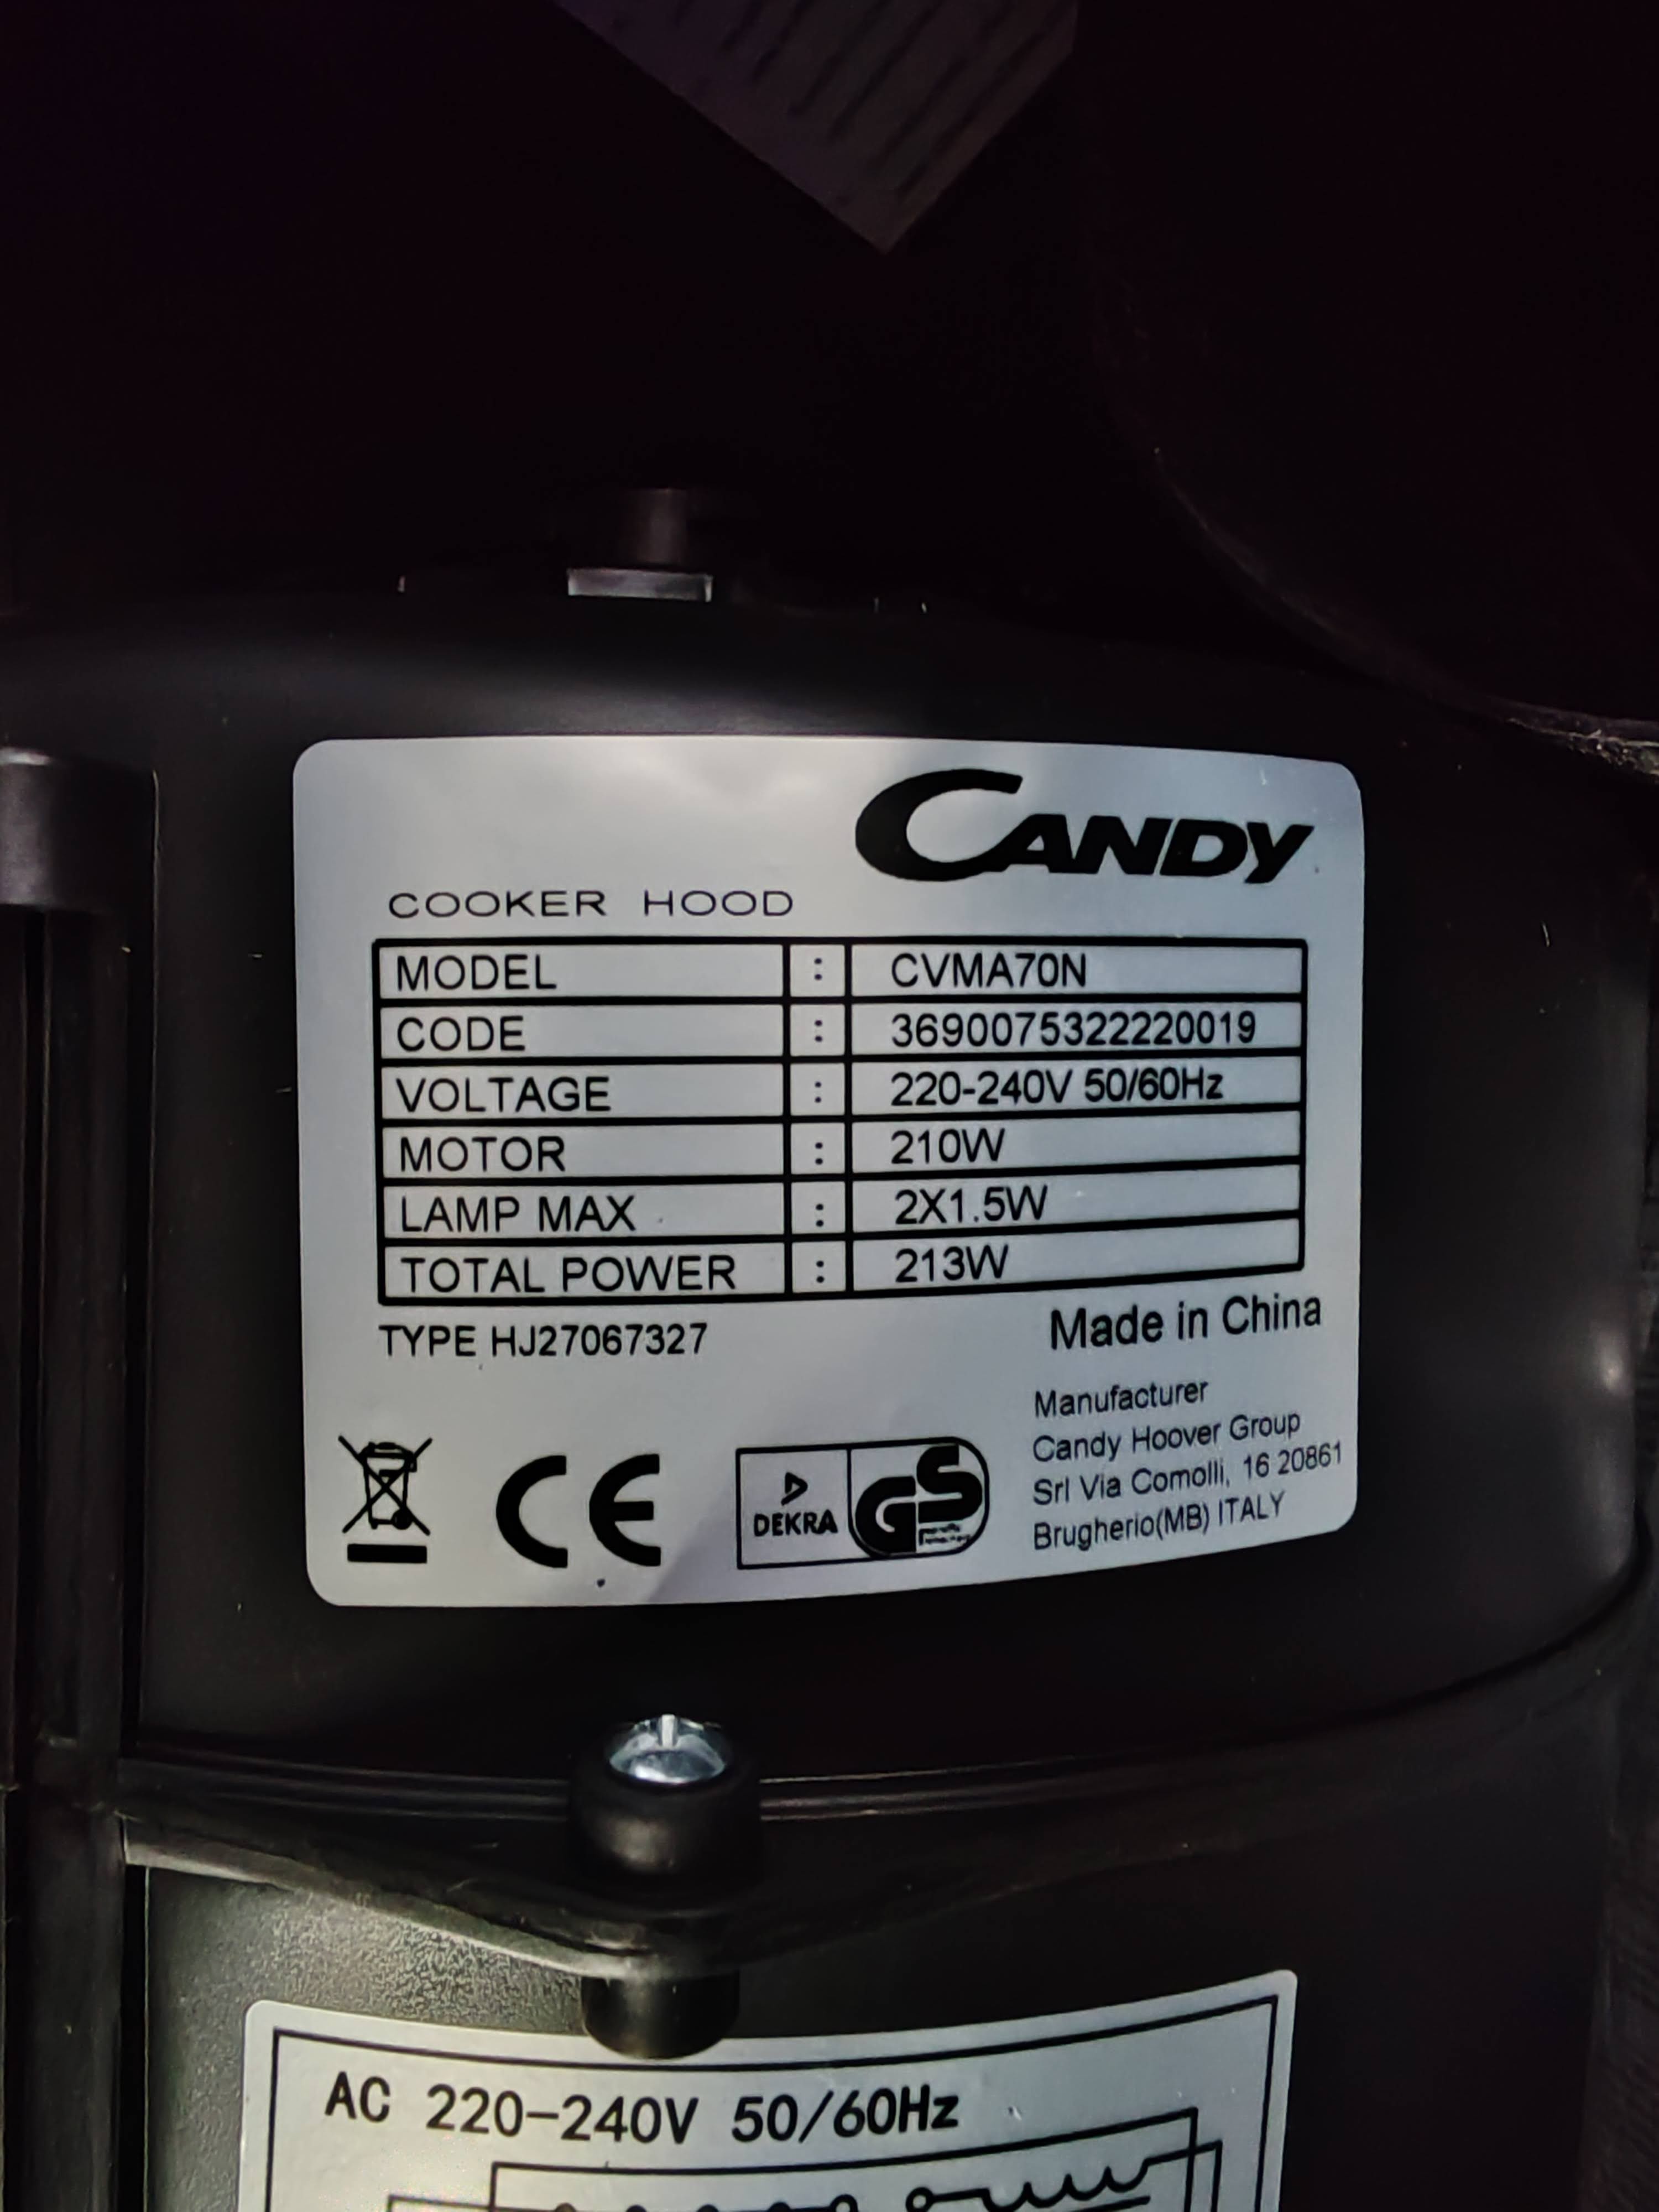 CANDY
COOKER HOOD
MODEL : CVMA70N
CODE : 3690075322220019
VOLTAGE : 220-240V 50/60Hz
MOTOR : 210W
LAMP MAX : 2X1.5W
TOTAL POWER : 213W
TYPE HJ27067327
Made in China
Manufacturer
Candy Hoover Group
Srl Via Comolli, 16 20861
Brugherio(MB) ITALY
CE
DEKRA
GS
AC 220-240V 50/60Hz